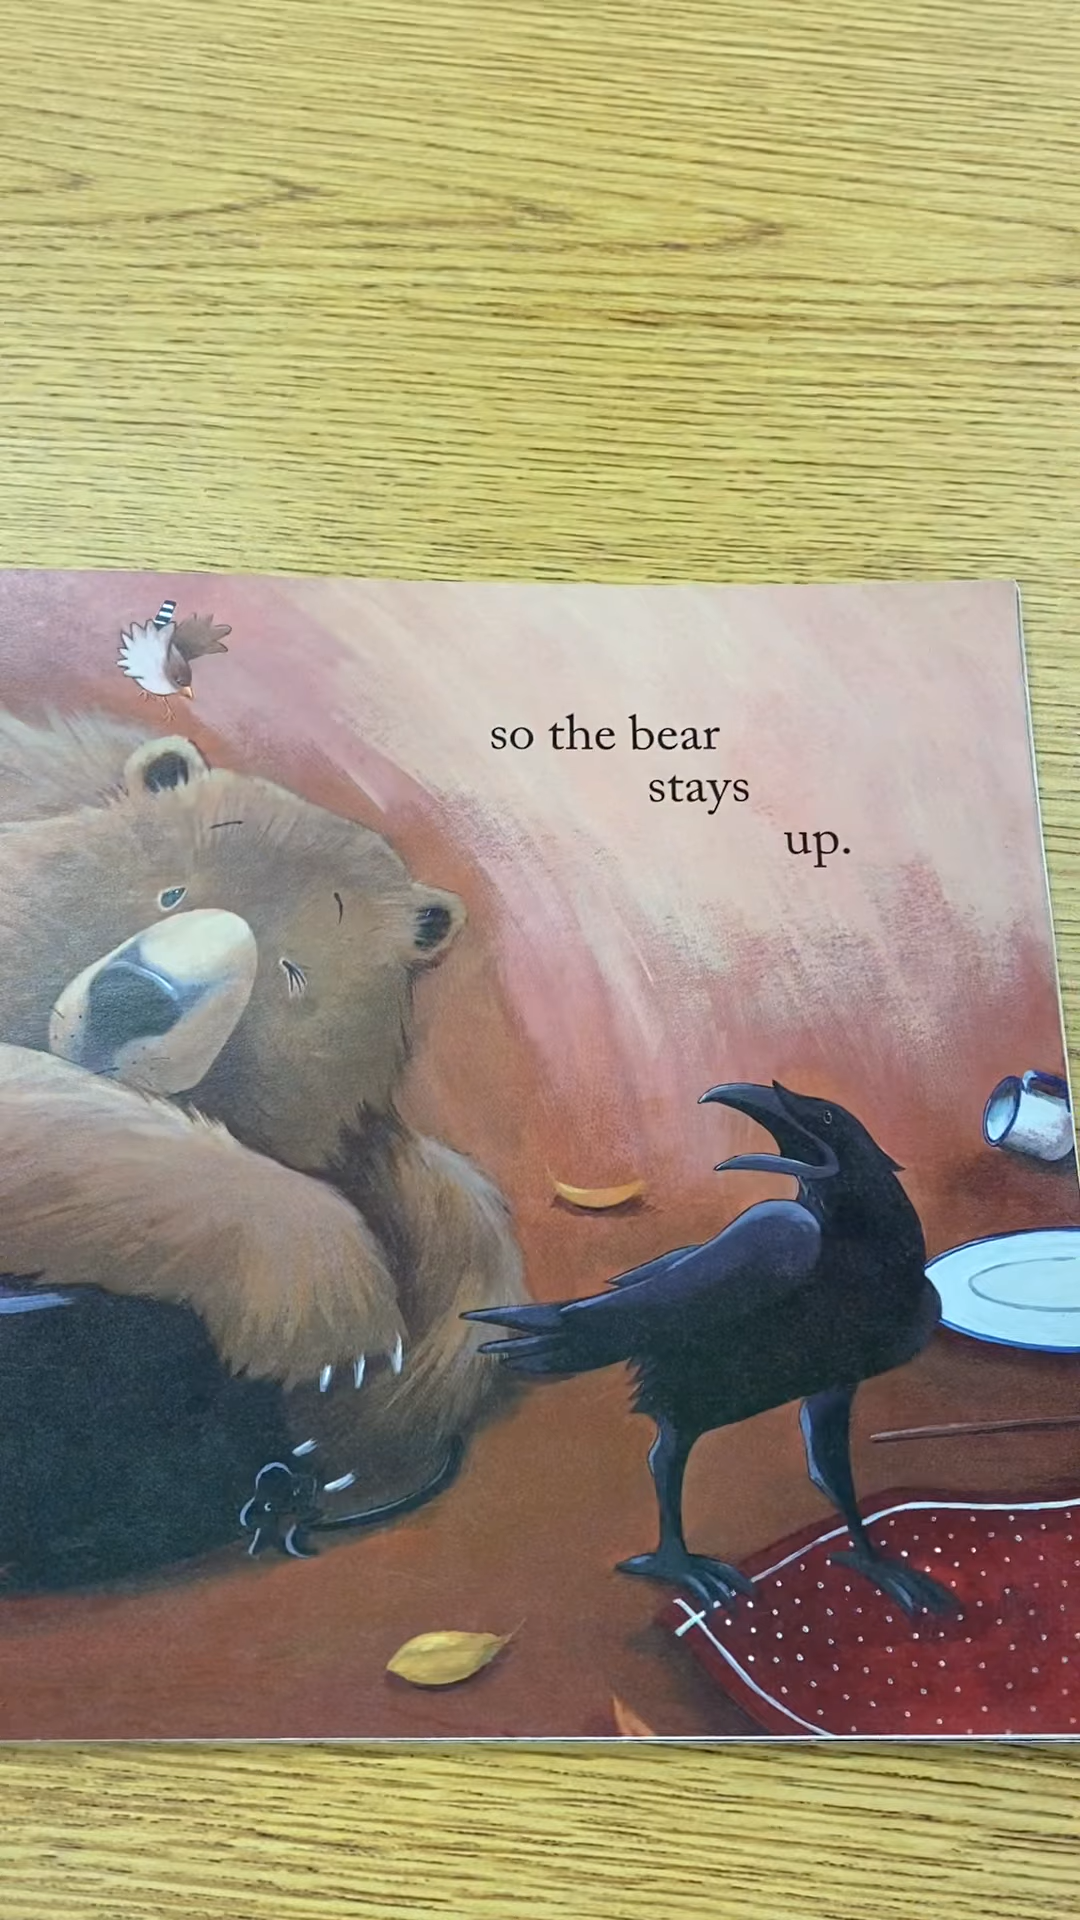 so the bear
stays
up.